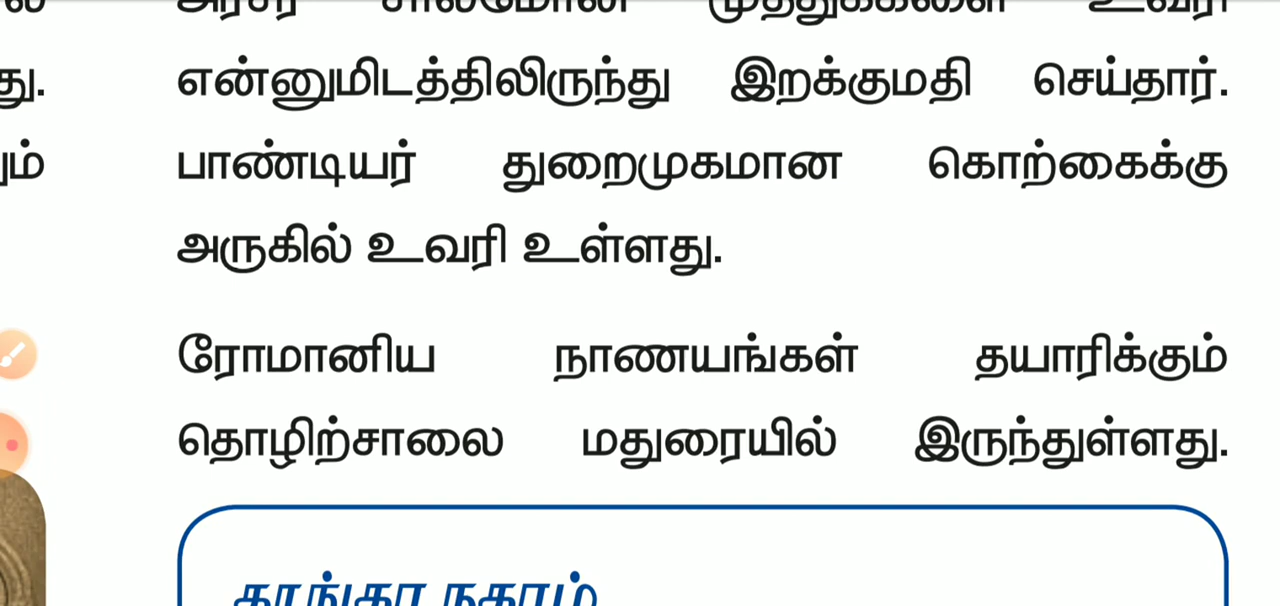 து.
என்னுமிடத்திலிருந்து இறக்குமதி செய்தார்.
பாண்டியர் துறைமுகமான கொற்கைக்கு
அருகில் உவரி உள்ளது.
ரோமானிய நாணயங்கள் தயாரிக்கும்
தொழிற்சாலை மதுரையில் இருந்துள்ளது.